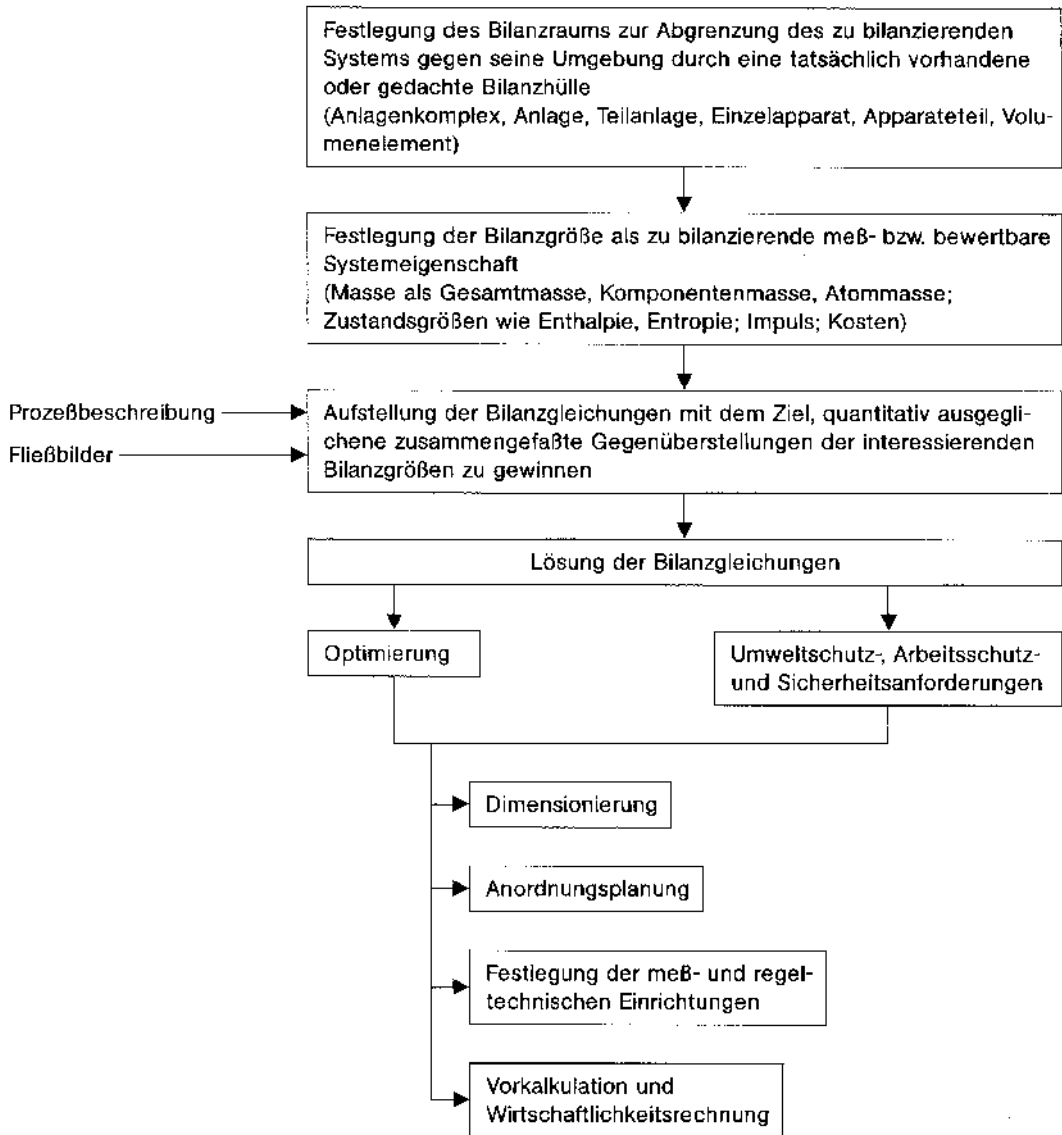 Festlegung des Bilanzraums zur Abgrenzung des zu bilanzierenden
Systems gegen seine Umgebung durch eine tatsächlich vorhandene
oder gedachte Bilanzhülle
(Anlagenkomplex, Anlage, Teilanlage, Einzelapparat, Apparateteil, Volu-
menelement)
Festlegung der Bilanzgröße als zu bilanzierende meß- bzw. bewertbare
Systemeigenschaft
(Masse als Gesamtmasse, Komponentenmasse, Atommasse;
Zustandsgrößen wie Enthalpie, Entropie; Impuls; Kosten)
Prozeßbeschreibung
Fließbilder
Aufstellung der Bilanzgleichungen mit dem Ziel, quantitativ ausgegli-
chene zusammengefaßte Gegenüberstellungen der interessierenden
Bilanzgrößen zu gewinnen
Lösung der Bilanzgleichungen
Optimierung
Umweltschutz-, Arbeitsschutz-
und Sicherheitsanforderungen
Dimensionierung
Anordnungsplanung
Festlegung der meß- und regel-
technischen Einrichtungen
Vorkalkulation und
Wirtschaftlichkeitsrechnung